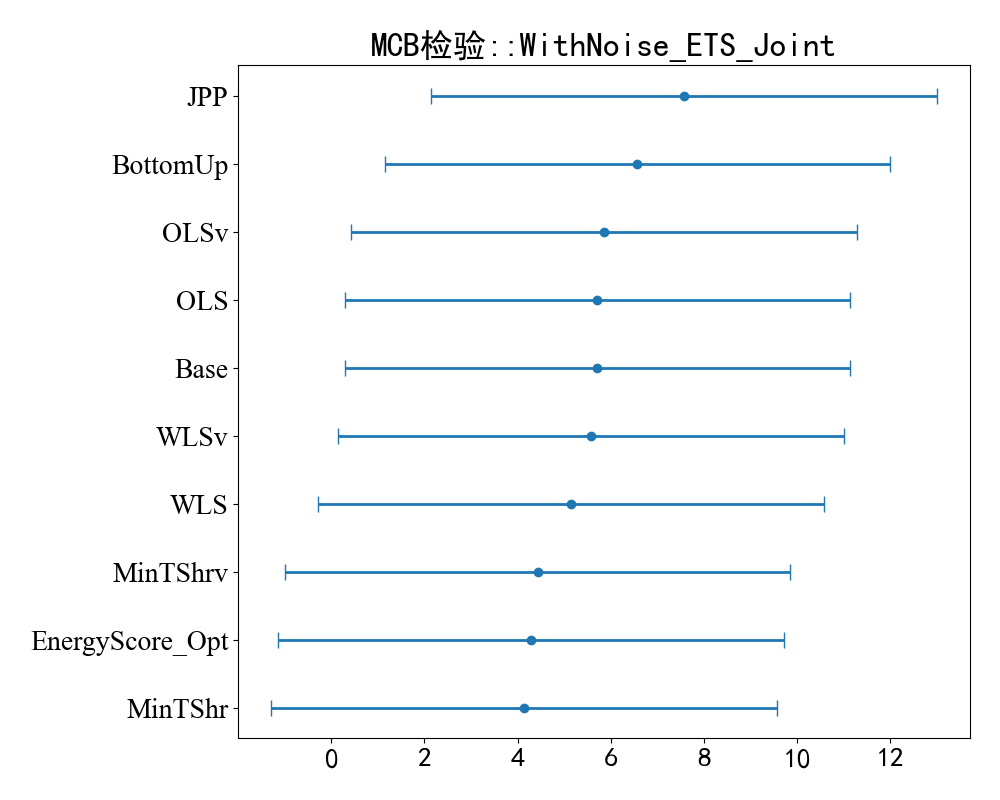 MCB检验::WithNoise_ETS_Joint
JPP
BottomUp
OLSv
OLS
Base
WLSv
WLS
MinTShrv
EnergyScore_Opt
MinTShr
0 2 4 6 8 10 12